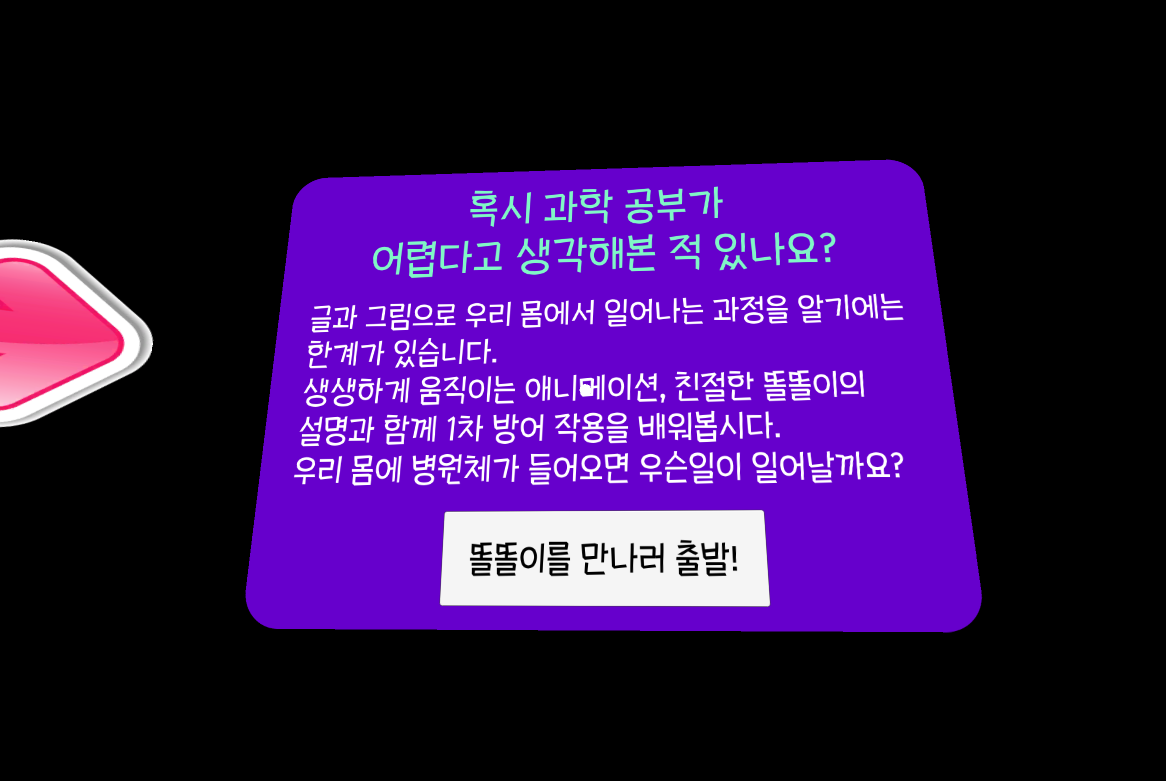 혹시 과학 공부가
어렵다고 생각해본 적 있나요?
글과 그림으로 우리 몸에서 일어나는 과정을 알기에는
한계가 있습니다.
생생하게 움직이는 애니메이션, 친절한 똘똘이의
설명과 함께 1차 방어 작용을 배워봅시다.
우리 몸에 병원체가 들어오면 우슨일이 일어날까요?
똘똘이를 만나러 출발!